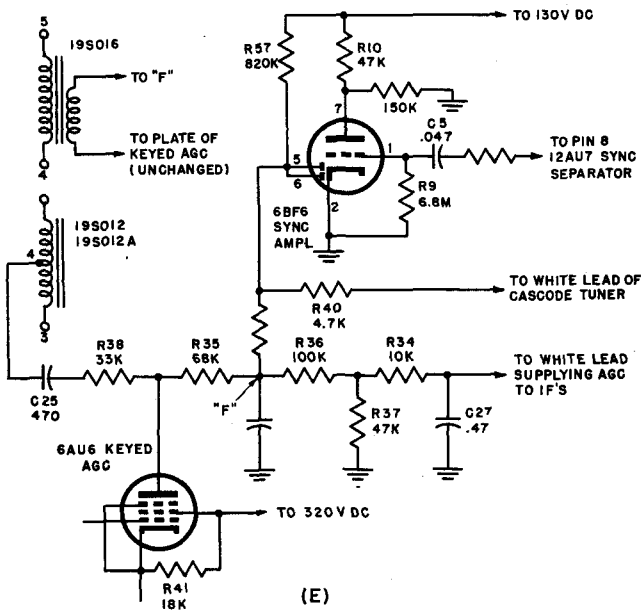 5
19S016
TO "F"
TO PLATE OF
KEYED AGC
(UNCHANGED)
4
TO 130V DC
R57
820K
R10
47K
150K
7
C5
.047
1
5
6
2
6BF6
SYNC
AMPL
R9
6.8M
TO PIN 8
12AU7 SYNC
SEPARATOR
19S012
19S012A
4
3
TO WHITE LEAD OF
CASCODE TUNER
R40
4.7K
R38
33K
R35
68K
R36
100K
R34
10K
TO WHITE LEAD
SUPPLYING AGC
TO IF'S
C25
470
"F"
R37
47K
C27
.47
6AU6 KEYED
AGC
TO 320V DC
R41
18K
(E)